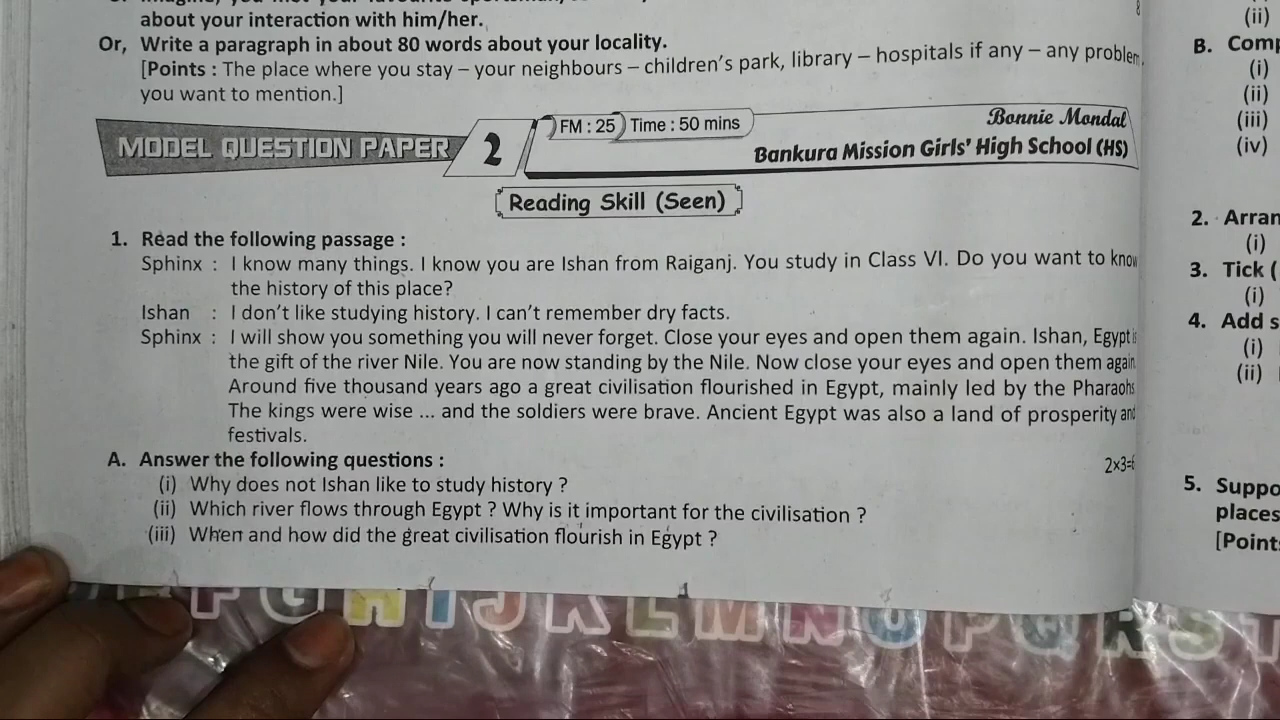 about your interaction with him/her.
Or, Write a paragraph in about 80 words about your locality.
[Points : The place where you stay – your neighbours – children's park, library – hospitals if any – any problem
you want to mention.]
MODEL QUESTION PAPER 2
FM : 25 Time : 50 mins
Bonnie Mondal
Bankura Mission Girls' High School (HS)
Reading Skill (Seen)
1. Read the following passage :
Sphinx : I know many things. I know you are Ishan from Raiganj. You study in Class VI. Do you want to know
the history of this place?
Ishan : I don't like studying history. I can't remember dry facts.
Sphinx : I will show you something you will never forget. Close your eyes and open them again. Ishan, Egypt is
the gift of the river Nile. You are now standing by the Nile. Now close your eyes and open them again.
Around five thousand years ago a great civilisation flourished in Egypt, mainly led by the Pharaohs
The kings were wise ... and the soldiers were brave. Ancient Egypt was also a land of prosperity and
festivals.
A. Answer the following questions : 2×3=6
(i) Why does not Ishan like to study history ?
(ii) Which river flows through Egypt ? Why is it important for the civilisation ?
(iii) When and how did the great civilisation flourish in Egypt ?
(ii)
B. Com
(i)
(ii)
(iii)
(iv)
2. Arran
(i)
3. Tick (
(i)
4. Add s
(i)
(ii)
5. Suppo
places
[Point
F G H I J K L M N O P Q R S T